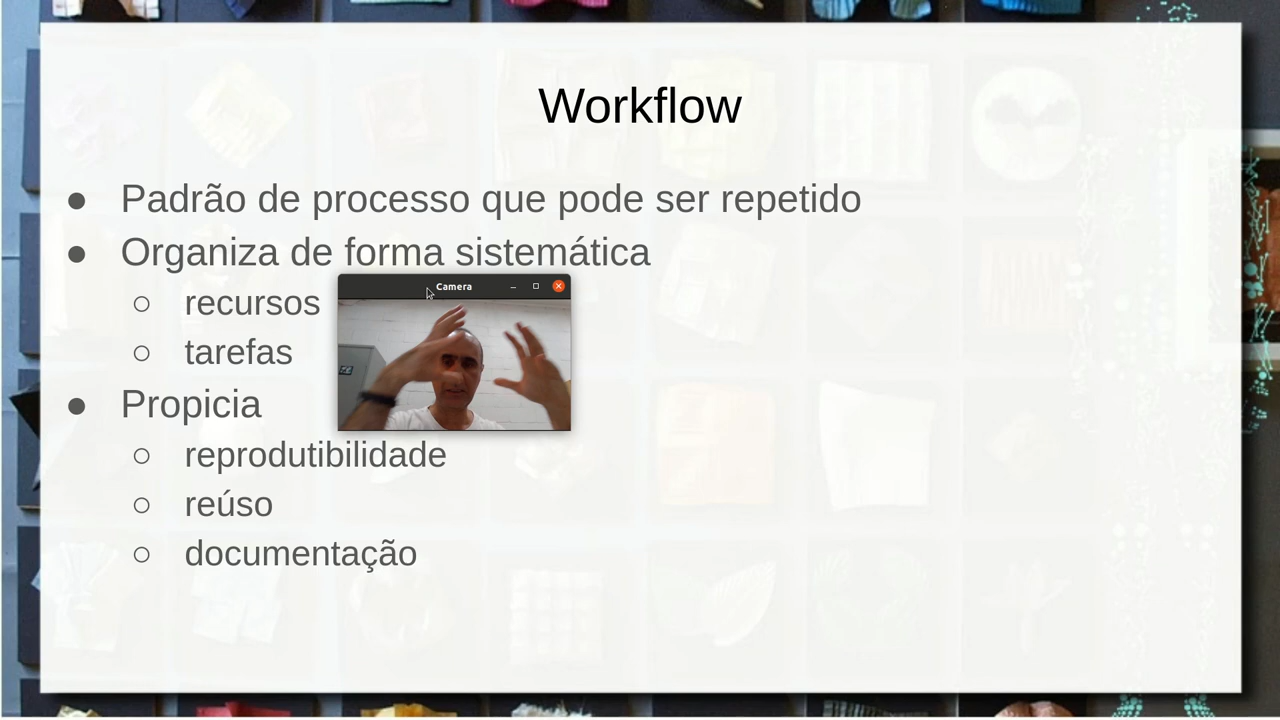 Workflow
● Padrão de processo que pode ser repetido
● Organiza de forma sistemática
○ recursos
Camera
○ tarefas
● Propicia
○ reprodutibilidade
○ reúso
○ documentação